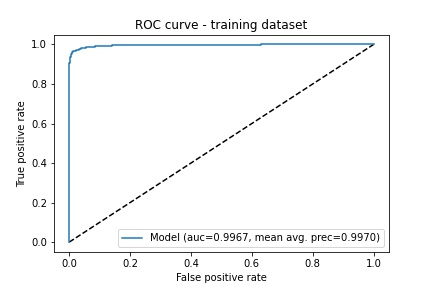 ROC curve - training dataset
True positive rate
1.0
0.8
0.6
0.4
0.2
0.0
Model (auc=0.9967, mean avg. prec=0.9970)
0.0 0.2 0.4 0.6 0.8 1.0
False positive rate